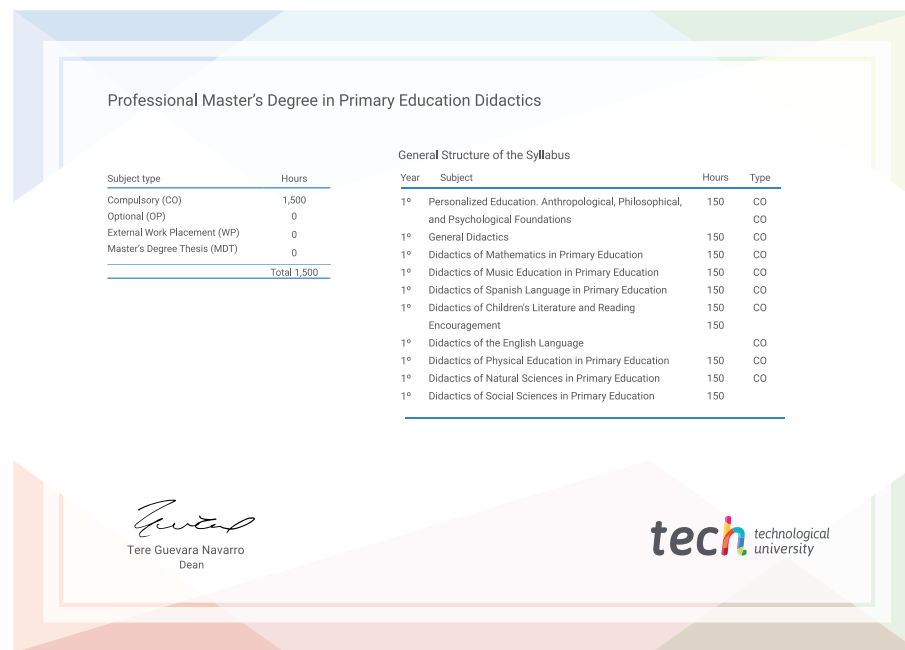 Professional Master's Degree in Primary Education Didactics
General Structure of the Syllabus
Subject type Hours
Compulsory (CO) 1,500
Optional (OP) 0
External Work Placement (WP) 0
Master's Degree Thesis (MDT) 0
Total 1,500
Year Subject Hours Type
1º Personalized Education. Anthropological, Philosophical, 150 CO
and Psychological Foundations CO
1º General Didactics 150 CO
1º Didactics of Mathematics in Primary Education 150 CO
1º Didactics of Music Education in Primary Education 150 CO
1º Didactics of Spanish Language in Primary Education 150 CO
1º Didactics of Children's Literature and Reading 150 CO
Encouragement 150
1º Didactics of the English Language CO
1º Didactics of Physical Education in Primary Education 150 CO
1º Didactics of Natural Sciences in Primary Education 150 CO
1º Didactics of Social Sciences in Primary Education 150
Tere Guevara Navarro
Dean
tech technological
university